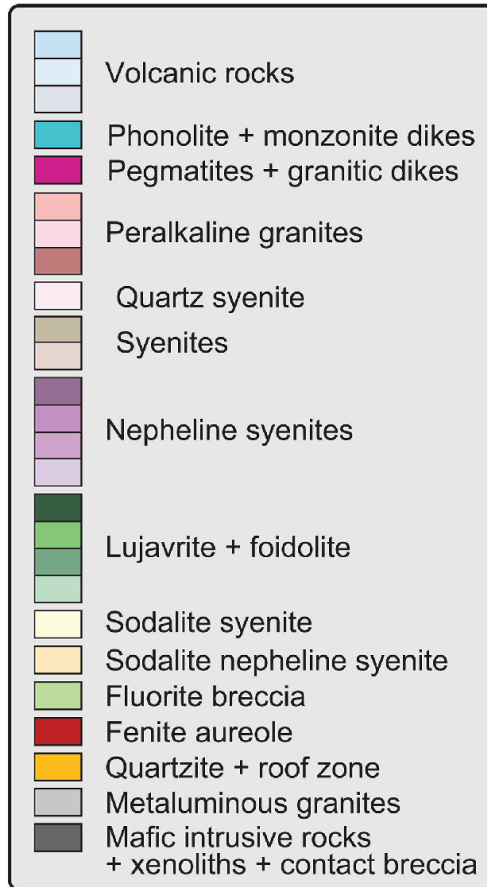 Volcanic rocks
Phonolite + monzonite dikes
Pegmatites + granitic dikes
Peralkaline granites
Quartz syenite
Syenites
Nepheline syenites
Lujavrite + foidolite
Sodalite syenite
Sodalite nepheline syenite
Fluorite breccia
Fenite aureole
Quartzite + roof zone
Metaluminous granites
Mafic intrusive rocks
+ xenoliths + contact breccia